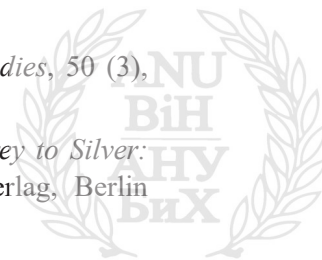 dies, 50 (3),
ey to Silver:
erlag, Berlin
ANU
BiH
АНУ
БиХ